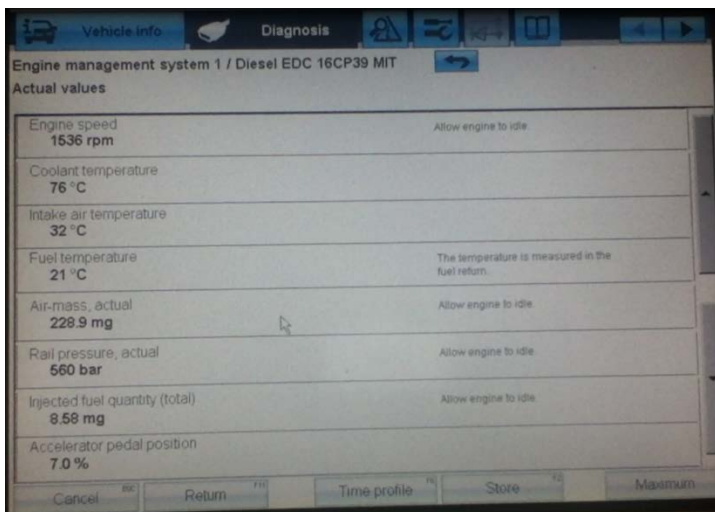 Vehicle info
Diagnosis
Engine management system 1 / Diesel EDC 16CP39 MIT
Actual values
Engine speed
1536 rpm
Allow engine to idle.
Coolant temperature
76 °C
Intake air temperature
32 °C
Fuel temperature
21 °C
The temperature is measured in the
fuel return.
Air-mass, actual
228.9 mg
Allow engine to idle.
Rail pressure, actual
560 bar
Allow engine to idle.
Injected fuel quantity (total)
8.58 mg
Allow engine to idle.
Accelerator pedal position
7.0 %
Cancel ESC
Return F11
Time profile
Store
Maximum